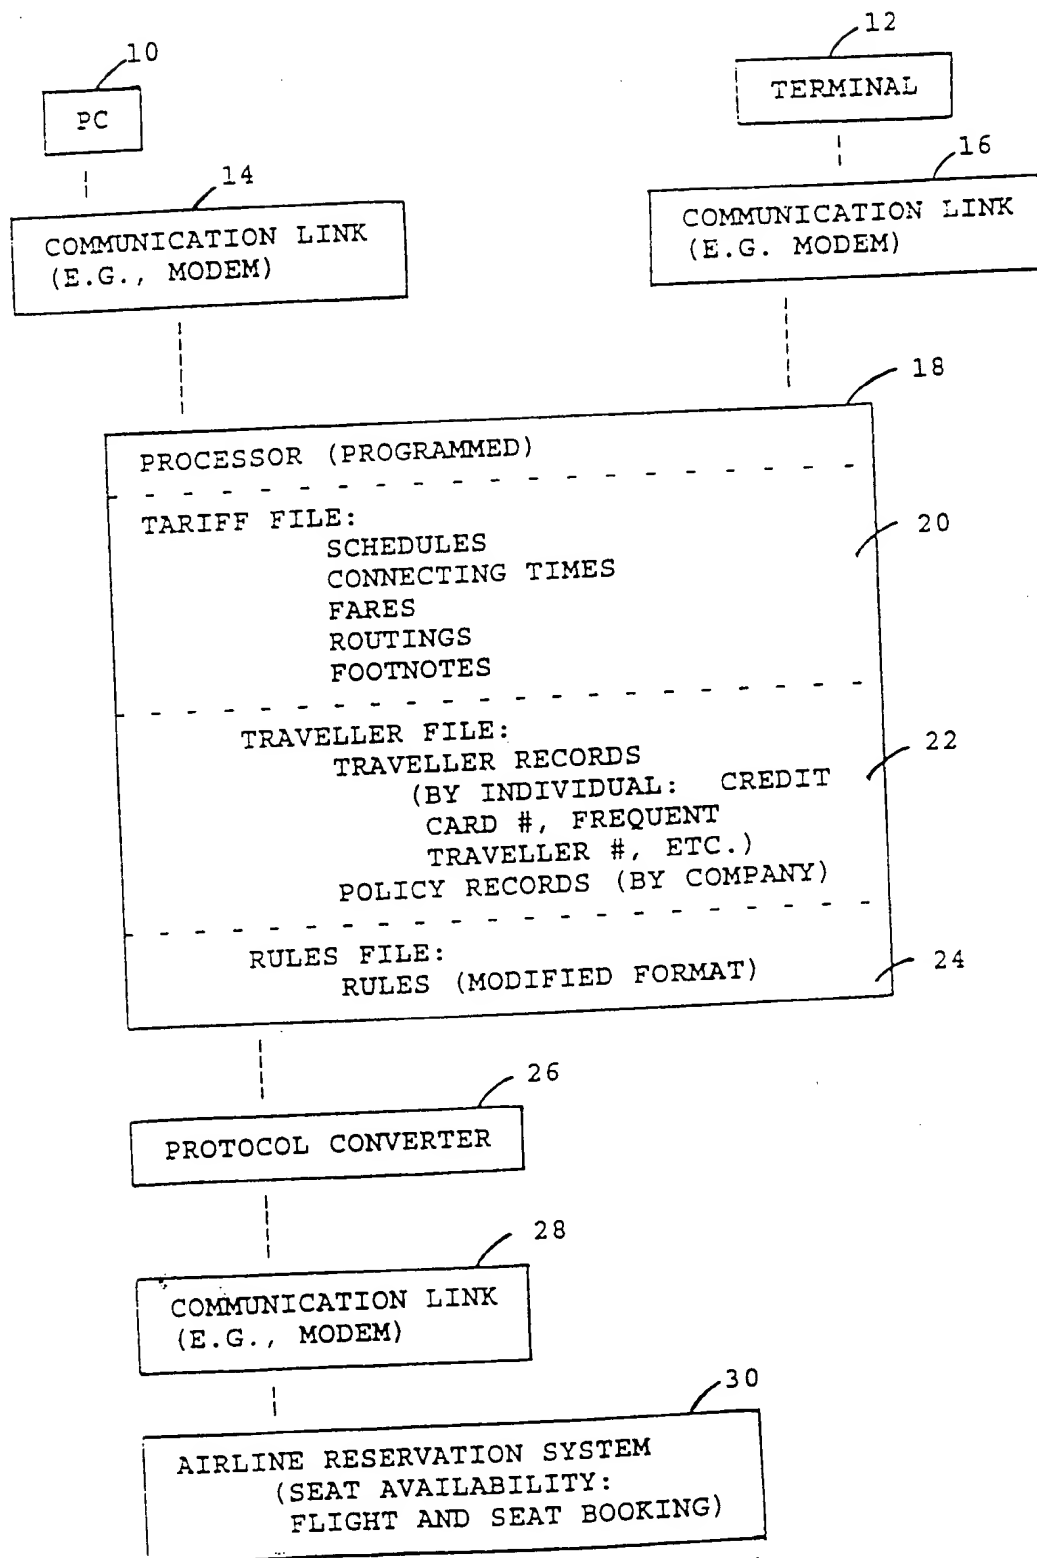 10
PC
12
TERMINAL
14
COMMUNICATION LINK
(E.G., MODEM)
16
COMMUNICATION LINK
(E.G. MODEM)
18
PROCESSOR (PROGRAMMED)
TARIFF FILE:
20
SCHEDULES
CONNECTING TIMES
FARES
ROUTINGS
FOOTNOTES
TRAVELLER FILE:
22
TRAVELLER RECORDS
(BY INDIVIDUAL: CREDIT
CARD #, FREQUENT
TRAVELLER #, ETC.)
POLICY RECORDS (BY COMPANY)
RULES FILE:
24
RULES (MODIFIED FORMAT)
26
PROTOCOL CONVERTER
28
COMMUNICATION LINK
(E.G., MODEM)
30
AIRLINE RESERVATION SYSTEM
(SEAT AVAILABILITY:
FLIGHT AND SEAT BOOKING)